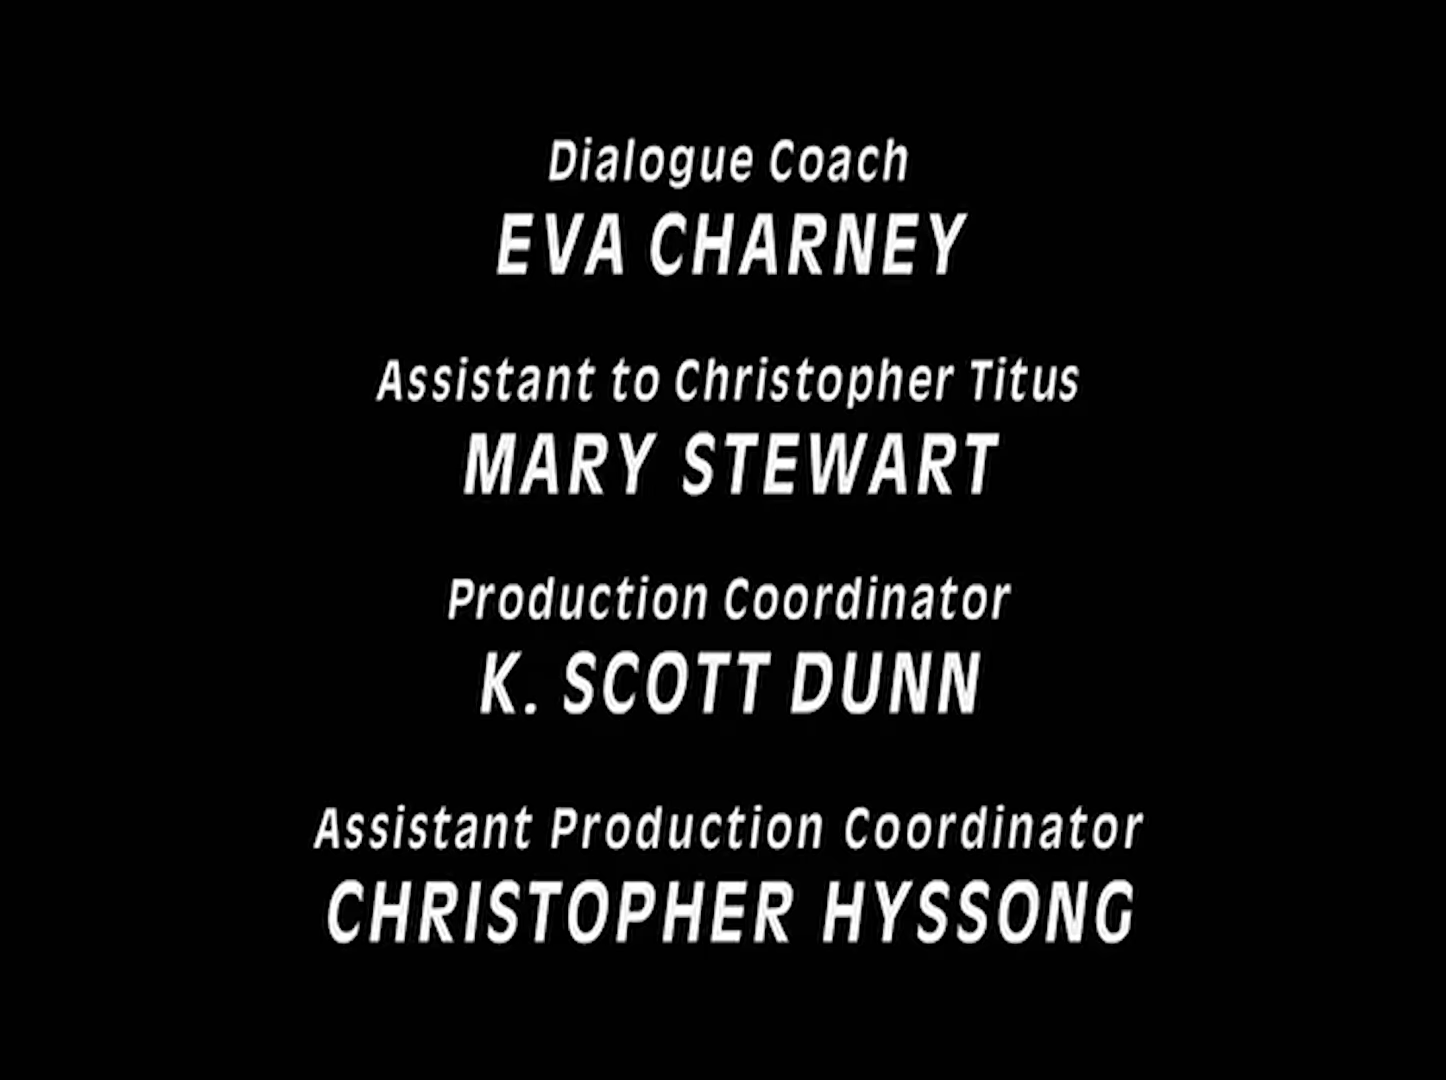 Dialogue Coach
EVA CHARNEY
Assistant to Christopher Titus
MARY STEWART
Production Coordinator
K. SCOTT DUNN
Assistant Production Coordinator
CHRISTOPHER HYSSONG